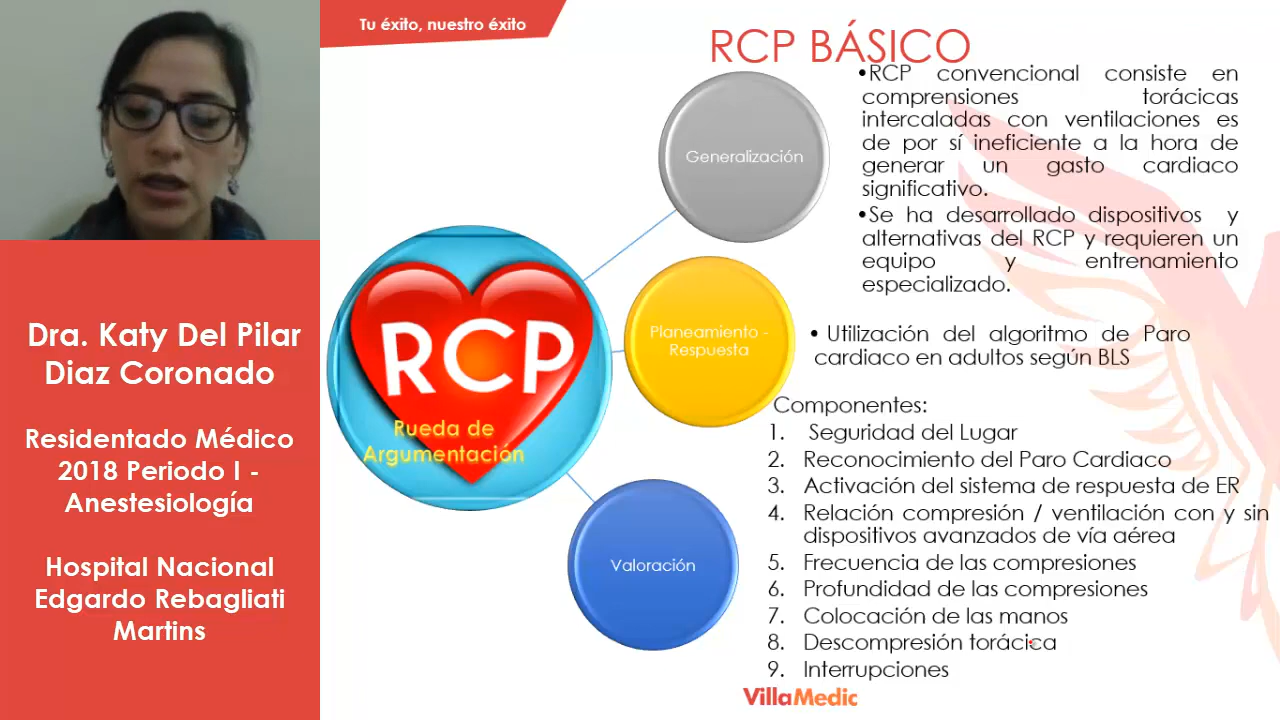 Tu éxito, nuestro éxito
RCP BÁSICO
Dra. Katy Del Pilar
Diaz Coronado
Residentado Médico
2018 Periodo I -
Anestesiología
Hospital Nacional
Edgardo Rebagliati
Martins
RCP
Rueda de
Argumentación
Generalización
•RCP convencional consiste en
comprensiones torácicas
intercaladas con ventilaciones es
de por sí ineficiente a la hora de
generar un gasto cardiaco
significativo.
•Se ha desarrollado dispositivos y
alternativas del RCP y requieren un
equipo y entrenamiento
especializado.
Planeamiento -
Respuesta
• Utilización del algoritmo de Paro
cardiaco en adultos según BLS
Valoración
Componentes:
1. Seguridad del Lugar
2. Reconocimiento del Paro Cardiaco
3. Activación del sistema de respuesta de ER
4. Relación compresión / ventilación con y sin
dispositivos avanzados de vía aérea
5. Frecuencia de las compresiones
6. Profundidad de las compresiones
7. Colocación de las manos
8. Descompresión torácica
9. Interrupciones
VillaMedic